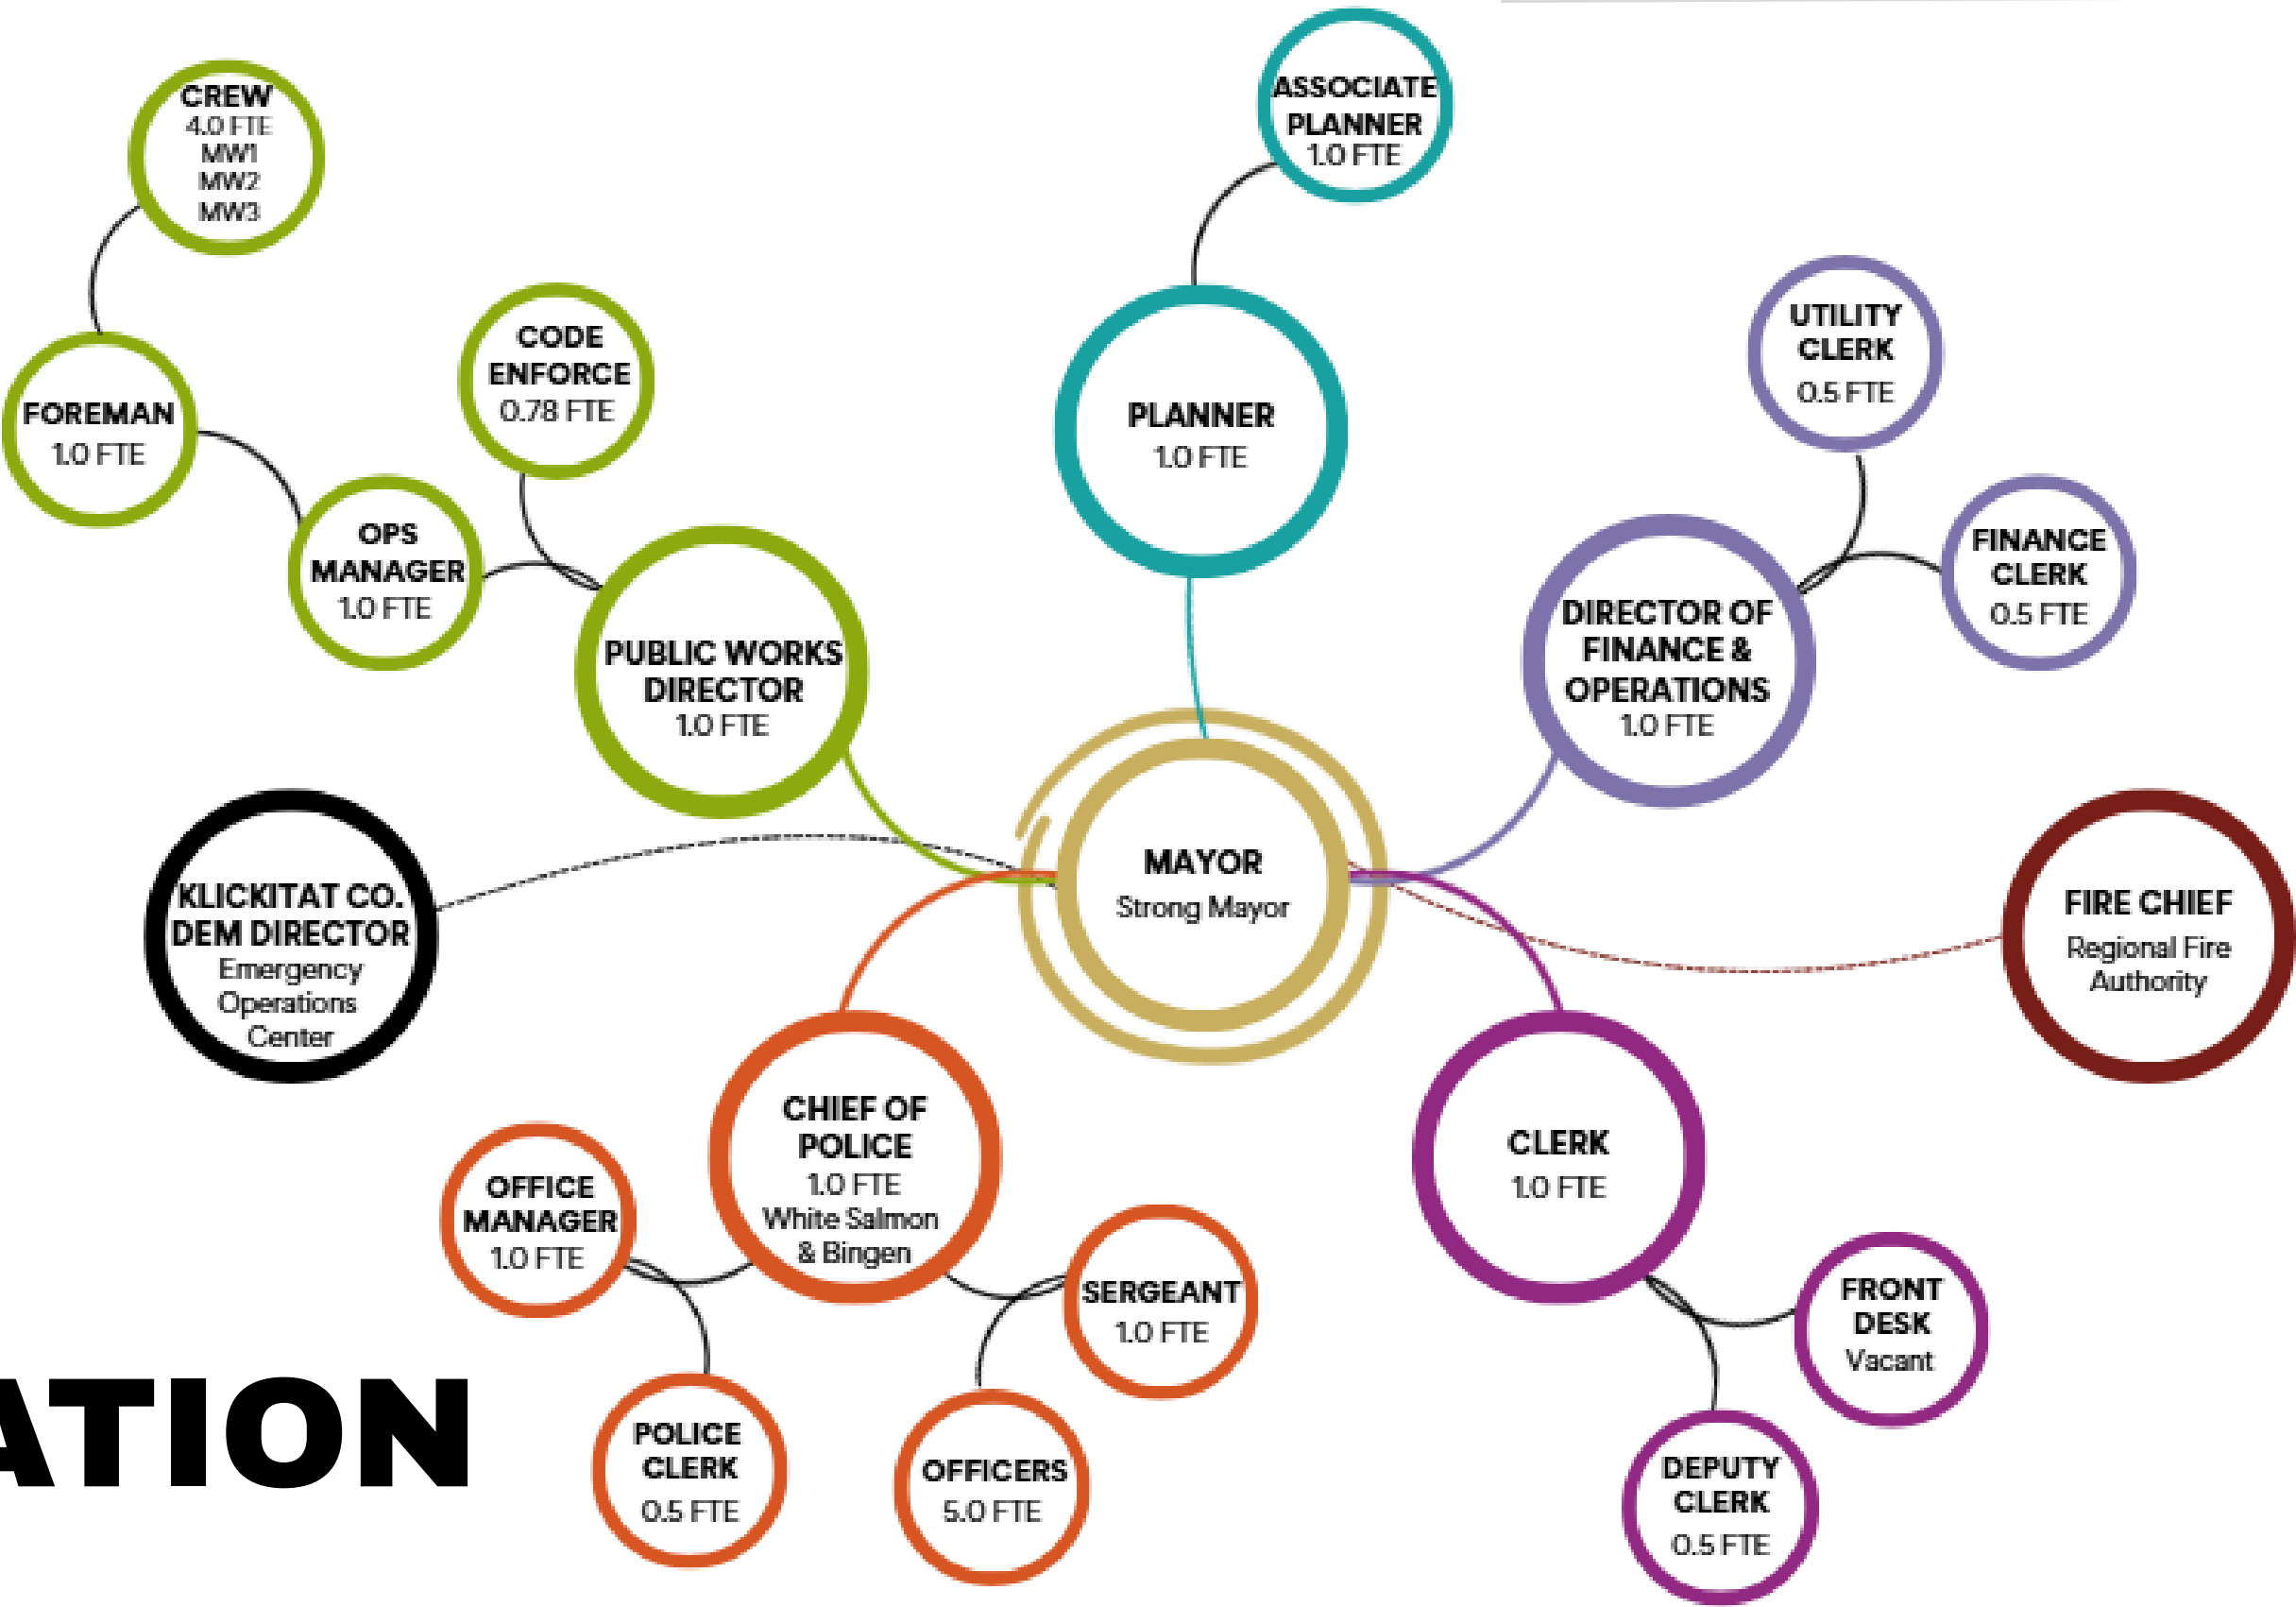 CREW
4.0 FTE
MW1
MW2
MW3
FOREMAN
1.0 FTE
CODE
ENFORCE
0.78 FTE
OPS
MANAGER
1.0 FTE
PUBLIC WORKS
DIRECTOR
1.0 FTE
ASSOCIATE
PLANNER
1.0 FTE
PLANNER
1.0 FTE
UTILITY
CLERK
0.5 FTE
FINANCE
CLERK
0.5 FTE
DIRECTOR OF
FINANCE &
OPERATIONS
1.0 FTE
KLICKITAT CO.
DEM DIRECTOR
Emergency
Operations
Center
MAYOR
Strong Mayor
FIRE CHIEF
Regional Fire
Authority
CHIEF OF
POLICE
1.0 FTE
White Salmon
& Bingen
OFFICE
MANAGER
1.0 FTE
POLICE
CLERK
0.5 FTE
SERGEANT
1.0 FTE
OFFICERS
5.0 FTE
CLERK
1.0 FTE
FRONT
DESK
Vacant
DEPUTY
CLERK
0.5 FTE
ATION